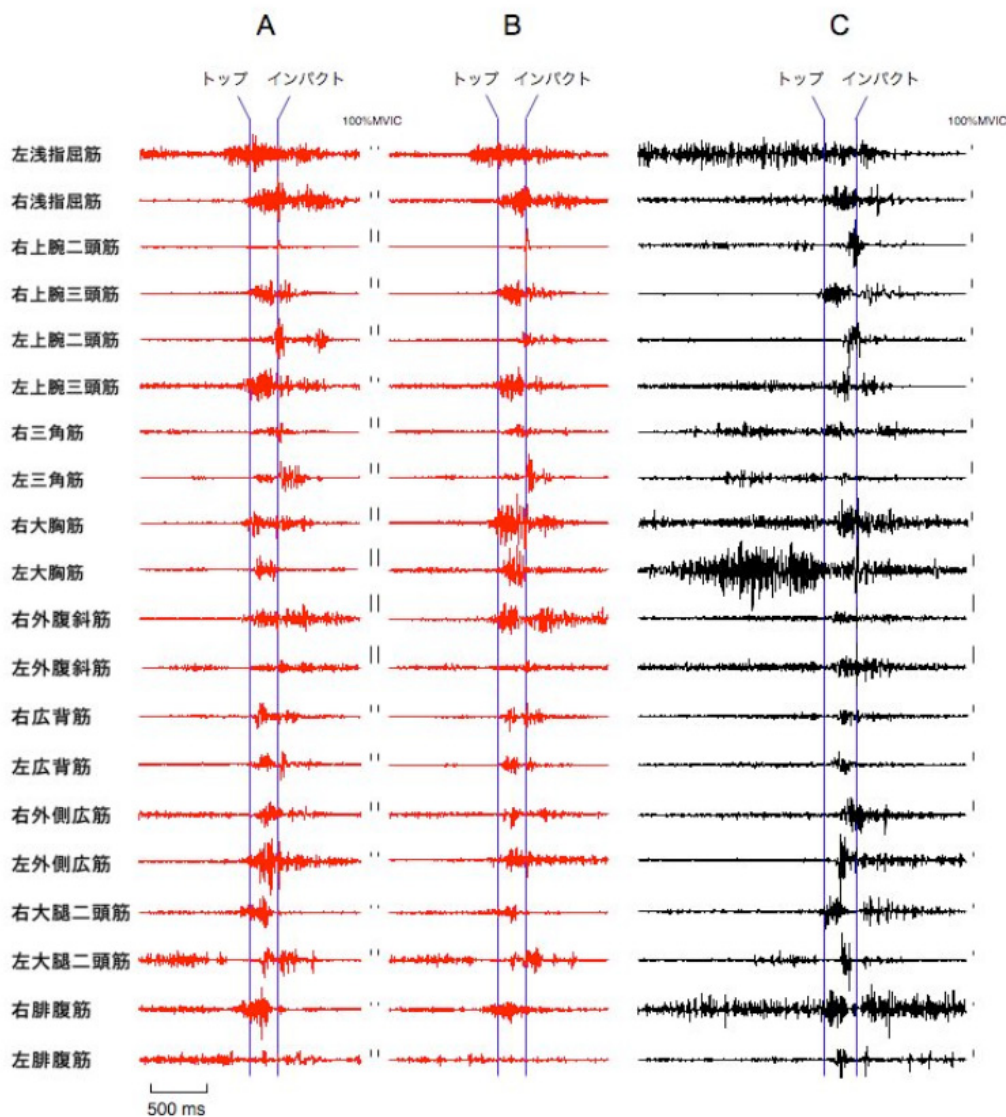 A B C
トップ インパクト トップ インパクト トップ インパクト
100%MVIC 100%MVIC
左浅指屈筋
右浅指屈筋
右上腕二頭筋
右上腕三頭筋
左上腕二頭筋
左上腕三頭筋
右三角筋
左三角筋
右大胸筋
左大胸筋
右外腹斜筋
左外腹斜筋
右広背筋
左広背筋
右外側広筋
左外側広筋
右大腿二頭筋
左大腿二頭筋
右腓腹筋
左腓腹筋
500 ms